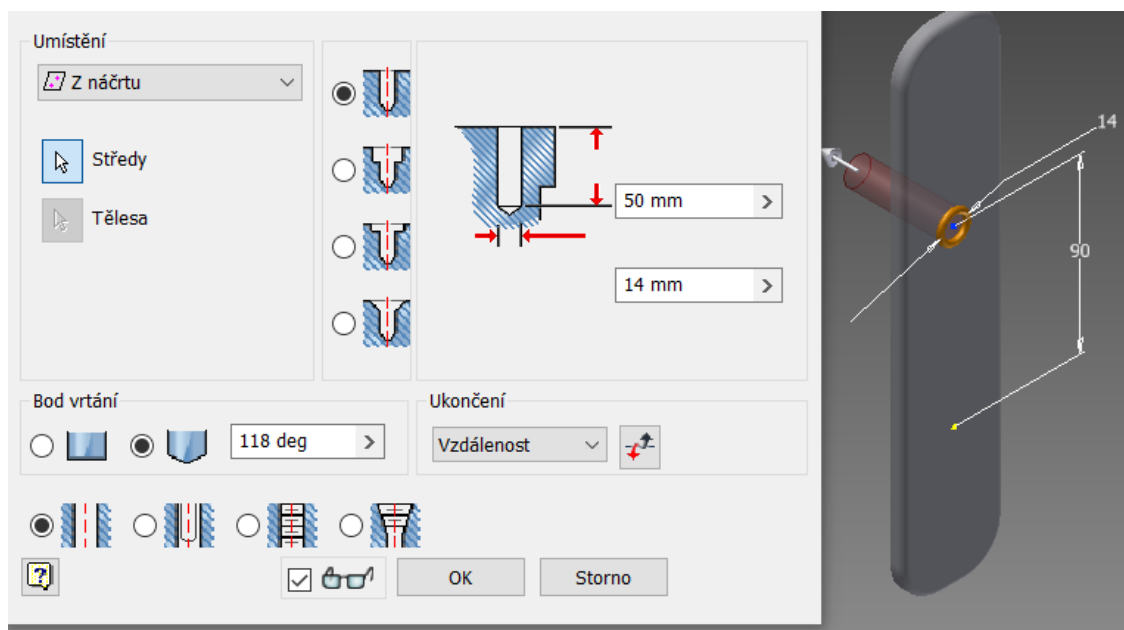 Umístění
Z náčrtu
Středy
Tělesa
50 mm
14 mm
Bod vrtání
118 deg
Ukončení
Vzdálenost
OK
Storno
14
90